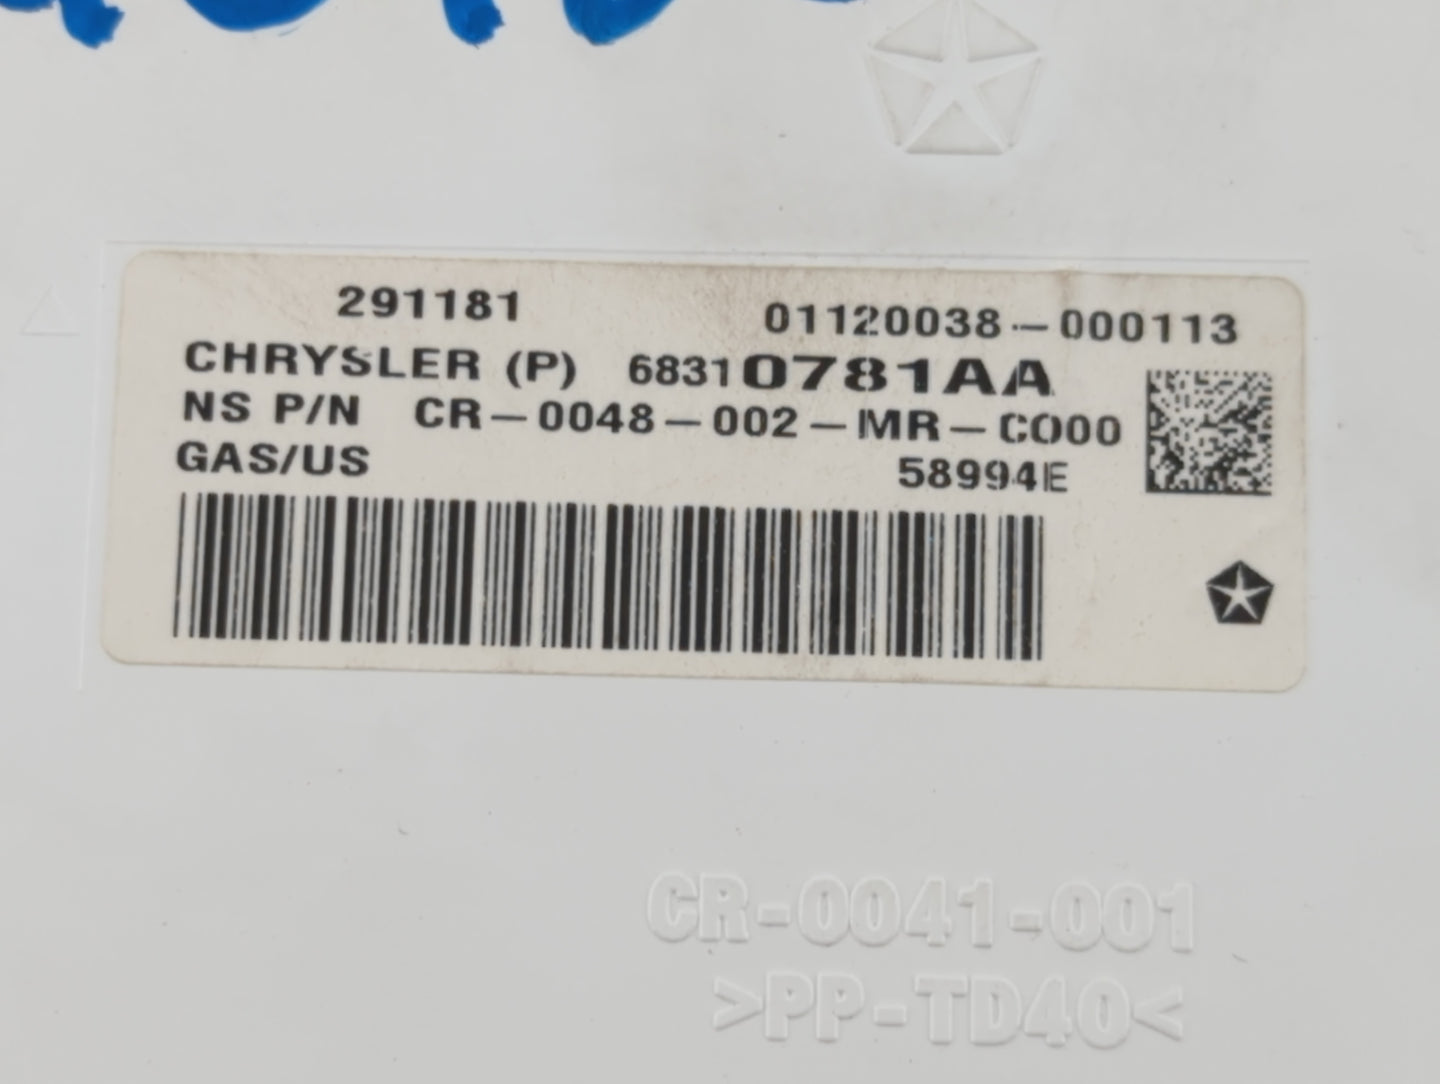 291181 01120038-000113
CHRYSLER (P) 68310781AA
NS P/N CR-0048-002-MR-C000
GAS/US 58994E
CR-0041-001
>PP-TD40<